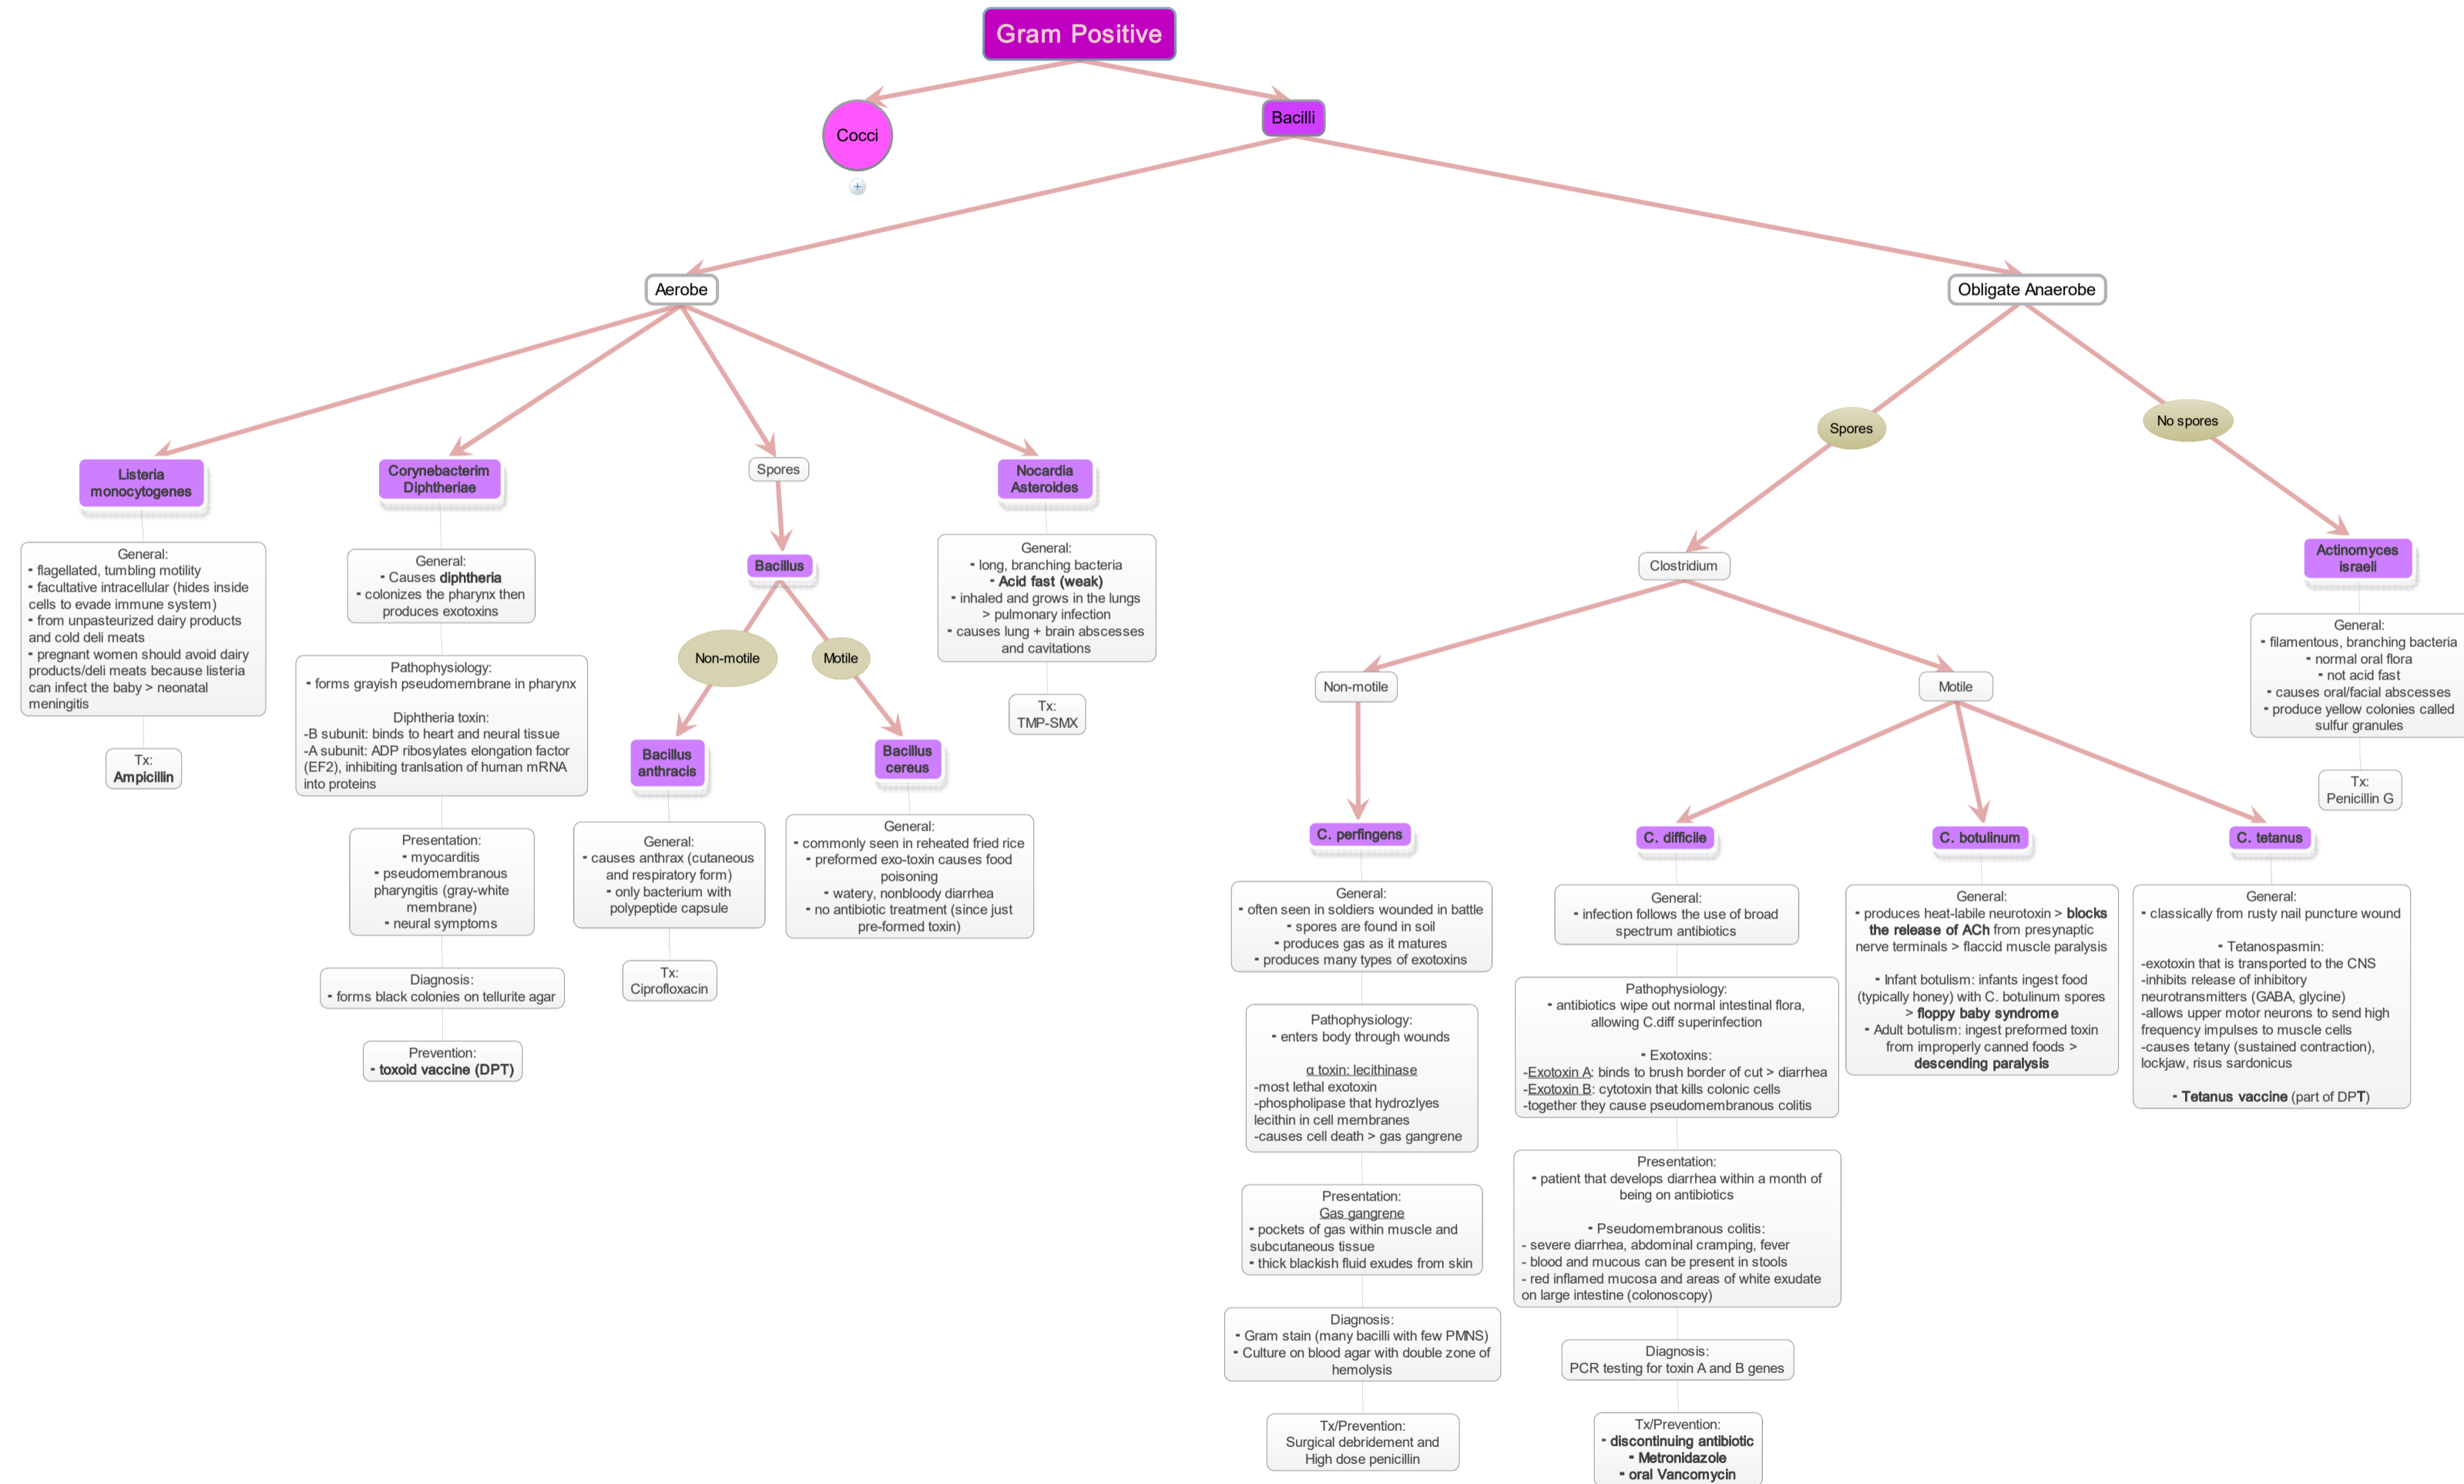 Gram Positive
Cocci
Bacilli
Aerobe
Obligate Anaerobe
Listeria
monocytogenes
General:
- flagellated, tumbling motility
- facultative intracellular (hides inside
cells to evade immune system)
- from unpasteurized dairy products
and cold deli meats
- pregnant women should avoid dairy
products/deli meats because listeria
can infect the baby > neonatal
meningitis
Tx:
Ampicillin
Corynebacterim
Diphtheriae
General:
- Causes diphtheria
- colonizes the pharynx then
produces exotoxins
Pathophysiology:
- forms grayish pseudomembrane in pharynx
Diphtheria toxin:
-B subunit: binds to heart and neural tissue
-A subunit: ADP ribosylates elongation factor
(EF2), inhibiting tranlsation of human mRNA
into proteins
Presentation:
- myocarditis
- pseudomembranous
pharyngitis (gray-white
membrane)
- neural symptoms
Diagnosis:
- forms black colonies on tellurite agar
Prevention:
- toxoid vaccine (DPT)
Spores
Bacillus
Non-motile
Motile
Bacillus
anthracis
General:
- causes anthrax (cutaneous
and respiratory form)
- only bacterium with
polypeptide capsule
Tx:
Ciprofloxacin
Bacillus
cereus
General:
- commonly seen in reheated fried rice
- preformed exo-toxin causes food
poisoning
- watery, nonbloody diarrhea
- no antibiotic treatment (since just
pre-formed toxin)
Nocardia
Asteroides
General:
- long, branching bacteria
- Acid fast (weak)
- inhaled and grows in the lungs
> pulmonary infection
- causes lung + brain abscesses
and cavitations
Tx:
TMP-SMX
Spores
No spores
Clostridium
Non-motile
Motile
C. perfingens
General:
- often seen in soldiers wounded in battle
- spores are found in soil
- produces gas as it matures
- produces many types of exotoxins
Pathophysiology:
- enters body through wounds
α toxin: lecithinase
-most lethal exotoxin
-phospholipase that hydrozlyes
lecithin in cell membranes
-causes cell death > gas gangrene
Presentation:
Gas gangrene
- pockets of gas within muscle and
subcutaneous tissue
- thick blackish fluid exudes from skin
Diagnosis:
- Gram stain (many bacilli with few PMNS)
- Culture on blood agar with double zone of
hemolysis
Tx/Prevention:
Surgical debridement and
High dose penicillin
C. difficile
General:
- infection follows the use of broad
spectrum antibiotics
Pathophysiology:
- antibiotics wipe out normal intestinal flora,
allowing C.diff superinfection
- Exotoxins:
-Exotoxin A: binds to brush border of cut > diarrhea
-Exotoxin B: cytotoxin that kills colonic cells
-together they cause pseudomembranous colitis
Presentation:
- patient that develops diarrhea within a month of
being on antibiotics
- Pseudomembranous colitis:
- severe diarrhea, abdominal cramping, fever
- blood and mucous can be present in stools
- red inflamed mucosa and areas of white exudate
on large intestine (colonoscopy)
Diagnosis:
PCR testing for toxin A and B genes
Tx/Prevention:
- discontinuing antibiotic
- Metronidazole
- oral Vancomycin
C. botulinum
General:
- produces heat-labile neurotoxin > blocks
the release of ACh from presynaptic
nerve terminals > flaccid muscle paralysis
- Infant botulism: infants ingest food
(typically honey) with C. botulinum spores
> floppy baby syndrome
- Adult botulism: ingest preformed toxin
from improperly canned foods >
descending paralysis
C. tetanus
General:
- classically from rusty nail puncture wound
- Tetanospasmin:
-exotoxin that is transported to the CNS
-inhibits release of inhibitory
neurotransmitters (GABA, glycine)
-allows upper motor neurons to send high
frequency impulses to muscle cells
-causes tetany (sustained contraction),
lockjaw, risus sardonicus
- Tetanus vaccine (part of DPT)
Actinomyces
israeli
General:
- filamentous, branching bacteria
- normal oral flora
- not acid fast
- causes oral/facial abscesses
- produce yellow colonies called
sulfur granules
Tx:
Penicillin G